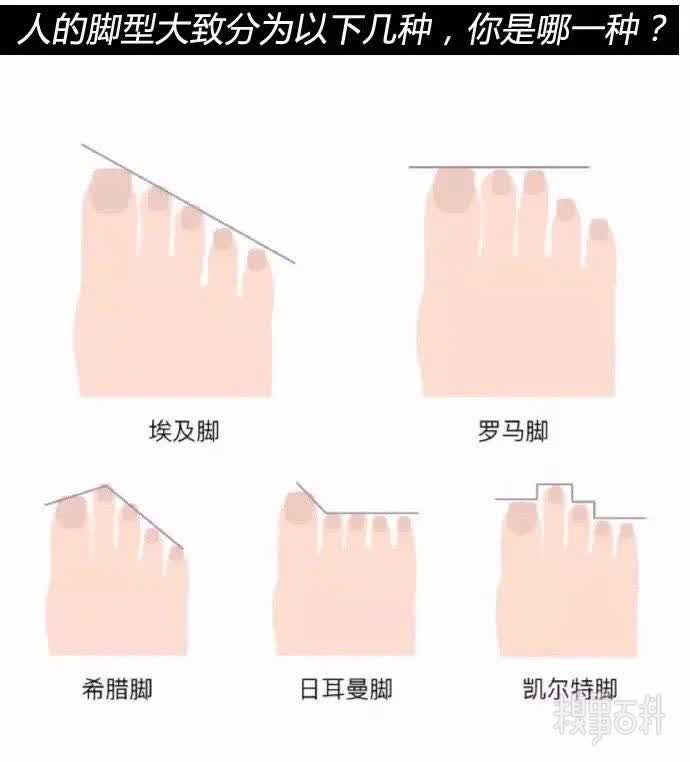 人的脚型大致分为以下几种，你是哪一种？
埃及脚
罗马脚
希腊脚
日耳曼脚
凯尔特脚
糗事百科